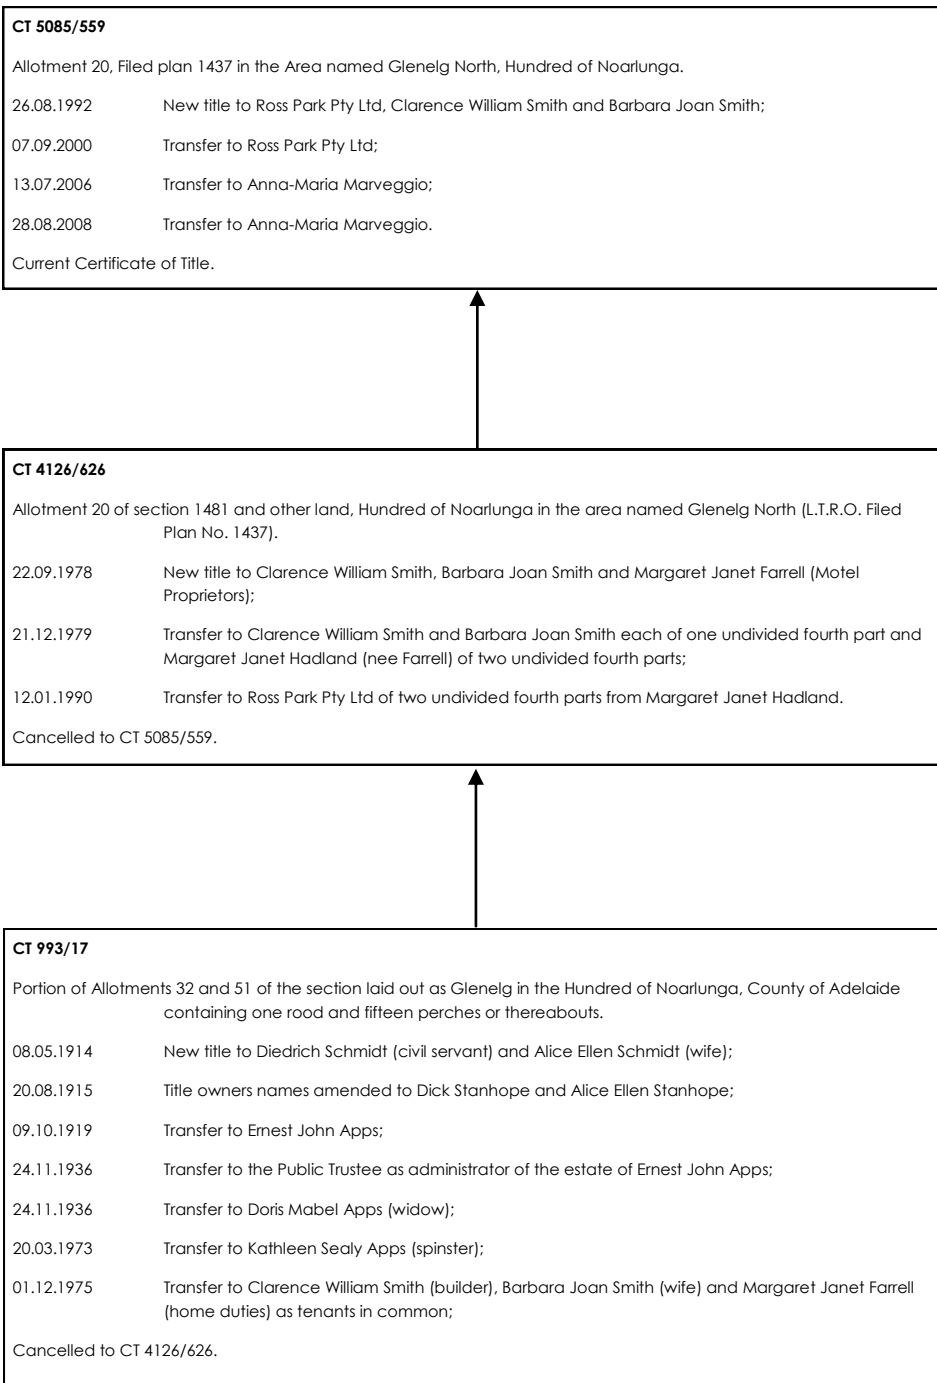 CT 5085/559
Allotment 20, Filed plan 1437 in the Area named Glenelg North, Hundred of Noarlunga.
26.08.1992 New title to Ross Park Pty Ltd, Clarence William Smith and Barbara Joan Smith;
07.09.2000 Transfer to Ross Park Pty Ltd;
13.07.2006 Transfer to Anna-Maria Marveggio;
28.08.2008 Transfer to Anna-Maria Marveggio.
Current Certificate of Title.
CT 4126/626
Allotment 20 of section 1481 and other land, Hundred of Noarlunga in the area named Glenelg North (L.T.R.O. Filed
Plan No. 1437).
22.09.1978 New title to Clarence William Smith, Barbara Joan Smith and Margaret Janet Farrell (Motel
Proprietors);
21.12.1979 Transfer to Clarence William Smith and Barbara Joan Smith each of one undivided fourth part and
Margaret Janet Hadland (nee Farrell) of two undivided fourth parts;
12.01.1990 Transfer to Ross Park Pty Ltd of two undivided fourth parts from Margaret Janet Hadland.
Cancelled to CT 5085/559.
CT 993/17
Portion of Allotments 32 and 51 of the section laid out as Glenelg in the Hundred of Noarlunga, County of Adelaide
containing one rood and fifteen perches or thereabouts.
08.05.1914 New title to Diedrich Schmidt (civil servant) and Alice Ellen Schmidt (wife);
20.08.1915 Title owners names amended to Dick Stanhope and Alice Ellen Stanhope;
09.10.1919 Transfer to Ernest John Apps;
24.11.1936 Transfer to the Public Trustee as administrator of the estate of Ernest John Apps;
24.11.1936 Transfer to Doris Mabel Apps (widow);
20.03.1973 Transfer to Kathleen Sealy Apps (spinster);
01.12.1975 Transfer to Clarence William Smith (builder), Barbara Joan Smith (wife) and Margaret Janet Farrell
(home duties) as tenants in common;
Cancelled to CT 4126/626.